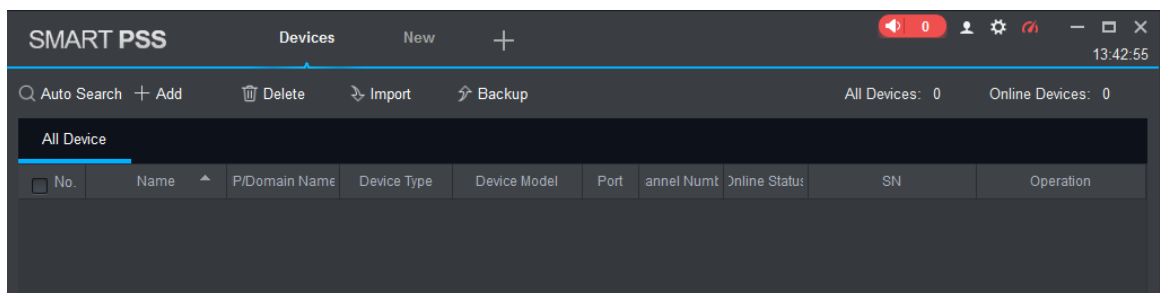 SMART PSS Devices New 0
13:42:55
Auto Search Add Delete Import Backup All Devices: 0 Online Devices: 0
All Device
No. Name P/Domain Name Device Type Device Model Port annel Numb Online Status SN Operation